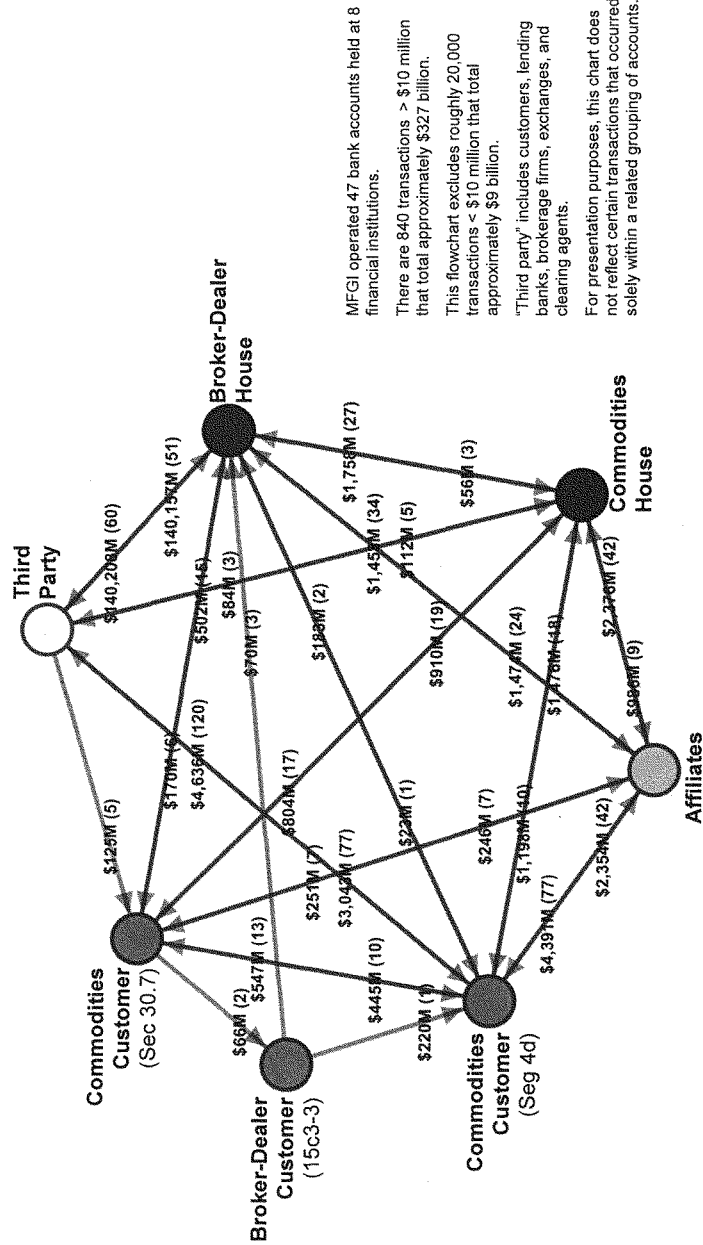 Third
Party
Broker-Dealer
House
Commodities
Customer
(Sec 30.7)
Broker-Dealer
Customer
(15c3-3)
Commodities
Customer
(Seg 4d)
Commodities
House
Affiliates
$125M (5)
$140,208M (60)
$140,157M (51)
$170M (6)
$502M (15)
$4,636M (120)
$84M (3)
$66M (2)
$70M (3)
$547M (13)
$804M (17)
(2)
$1,758M (27)
$251M (7)
$3,043M (77)
(34)
$445M (10)
$112M (5)
$23M (1)
$910M (19)
$56M (3)
$220M (1)
$246M (7)
$1,474M (24)
$1,198M (10)
$1,476M (18)
$4,391M (77)
$2,354M (42)
$2,376M (42)
$986M (9)
MFGI operated 47 bank accounts held at 8
financial institutions.
There are 840 transactions > $10 million
that total approximately $327 billion.
This flowchart excludes roughly 20,000
transactions < $10 million that total
approximately $9 billion.
"Third party" includes customers, lending
banks, brokerage firms, exchanges, and
clearing agents.
For presentation purposes, this chart does
not reflect certain transactions that occurred
solely within a related grouping of accounts.